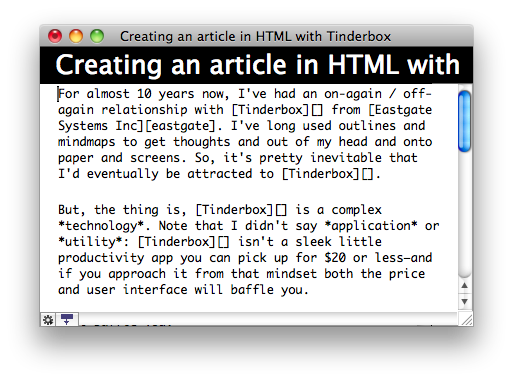 Creating an article in HTML with Tinderbox
Creating an article in HTML with
For almost 10 years now, I've had an on-again / off-
again relationship with [Tinderbox][] from [Eastgate
Systems Inc][eastgate]. I've long used outlines and
mindmaps to get thoughts and out of my head and onto
paper and screens. So, it's pretty inevitable that
I'd eventually be attracted to [Tinderbox][].
But, the thing is, [Tinderbox][] is a complex
*technology*. Note that I didn't say *application* or
*utility*: [Tinderbox][] isn't a sleek little
productivity app you can pick up for $20 or less—and
if you approach it from that mindset both the price
and user interface will baffle you.